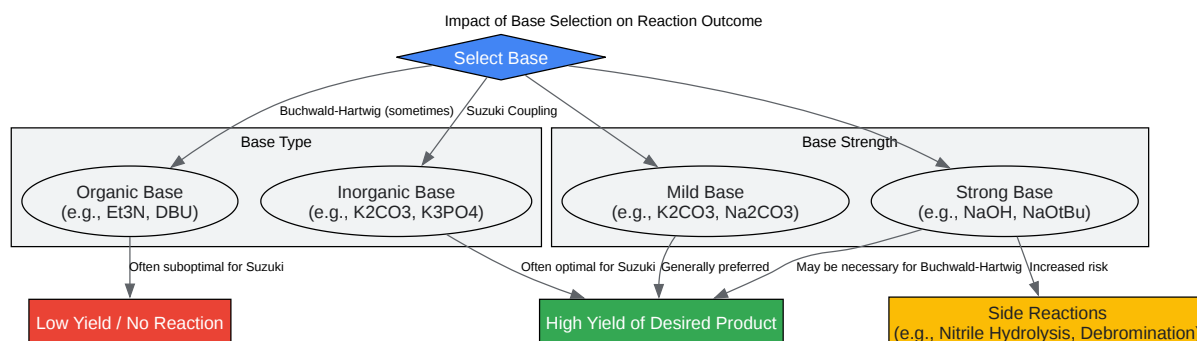 Impact of Base Selection on Reaction Outcome
Select Base
Buchwald-Hartwig (sometimes)
Suzuki Coupling
Base Type
Base Strength
Organic Base
(e.g., Et3N, DBU)
Inorganic Base
(e.g., K2CO3, K3PO4)
Mild Base
(e.g., K2CO3, Na2CO3)
Strong Base
(e.g., NaOH, NaOtBu)
Often suboptimal for Suzuki
Often optimal for Suzuki
Generally preferred
May be necessary for Buchwald-Hartwig
Increased risk
Low Yield / No Reaction
High Yield of Desired Product
Side Reactions
(e.g., Nitrile Hydrolysis, Debromination)